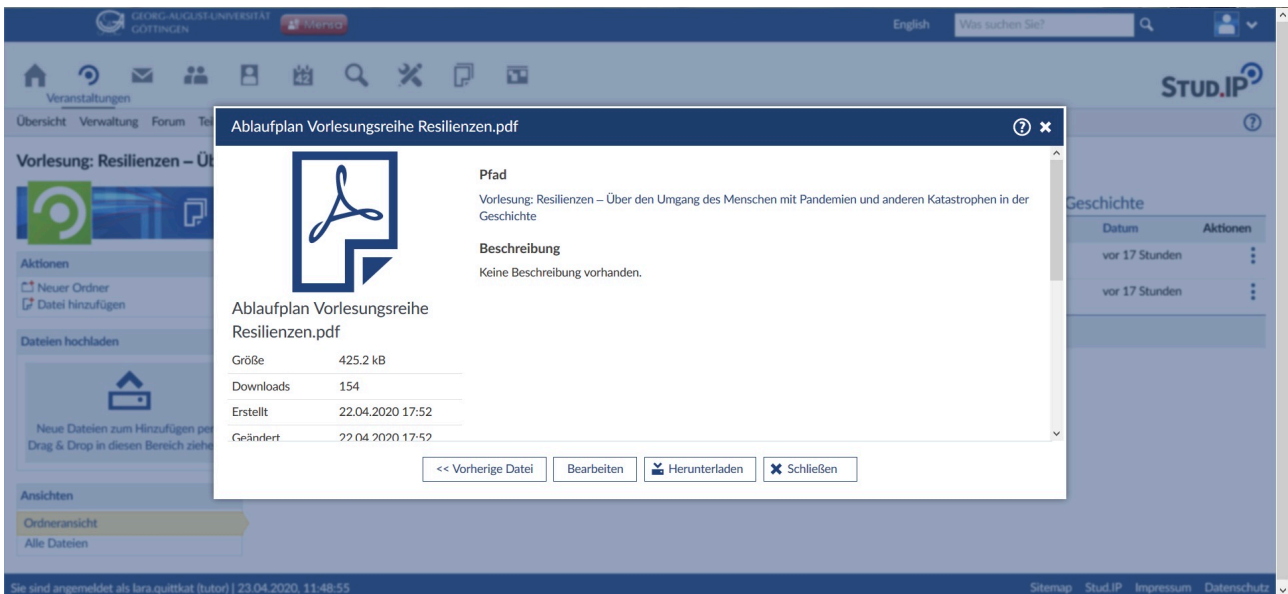 GEORG-AUGUST-UNIVERSITÄT
GÖTTINGEN
Mensa
English
Was suchen Sie?
42
Veranstaltungen
STUD.IP
Übersicht Verwaltung Forum
Ablaufplan Vorlesungsreihe Resilienzen.pdf
Vorlesung: Resilienzen –
Pfad
Vorlesung: Resilienzen – Über den Umgang des Menschen mit Pandemien und anderen Katastrophen in der
Geschichte
Geschichte
Datum Aktionen
Beschreibung
Keine Beschreibung vorhanden.
vor 17 Stunden
vor 17 Stunden
Aktionen
Neuer Ordner
Datei hinzufügen
Ablaufplan Vorlesungsreihe
Resilienzen.pdf
Größe 425.2 kB
Downloads 154
Erstellt 22.04.2020 17:52
Geändert 22.04.2020 17:52
Dateien hochladen
Neue Dateien zum Hinzufügen per
Drag & Drop in diesen Bereich ziehe
<< Vorherige Datei Bearbeiten Herunterladen Schließen
Ansichten
Ordneransicht
Alle Dateien
Sie sind angemeldet als lara.quittkat (tutor) | 23.04.2020, 11:48:55
Sitemap Stud.IP Impressum Datenschutz